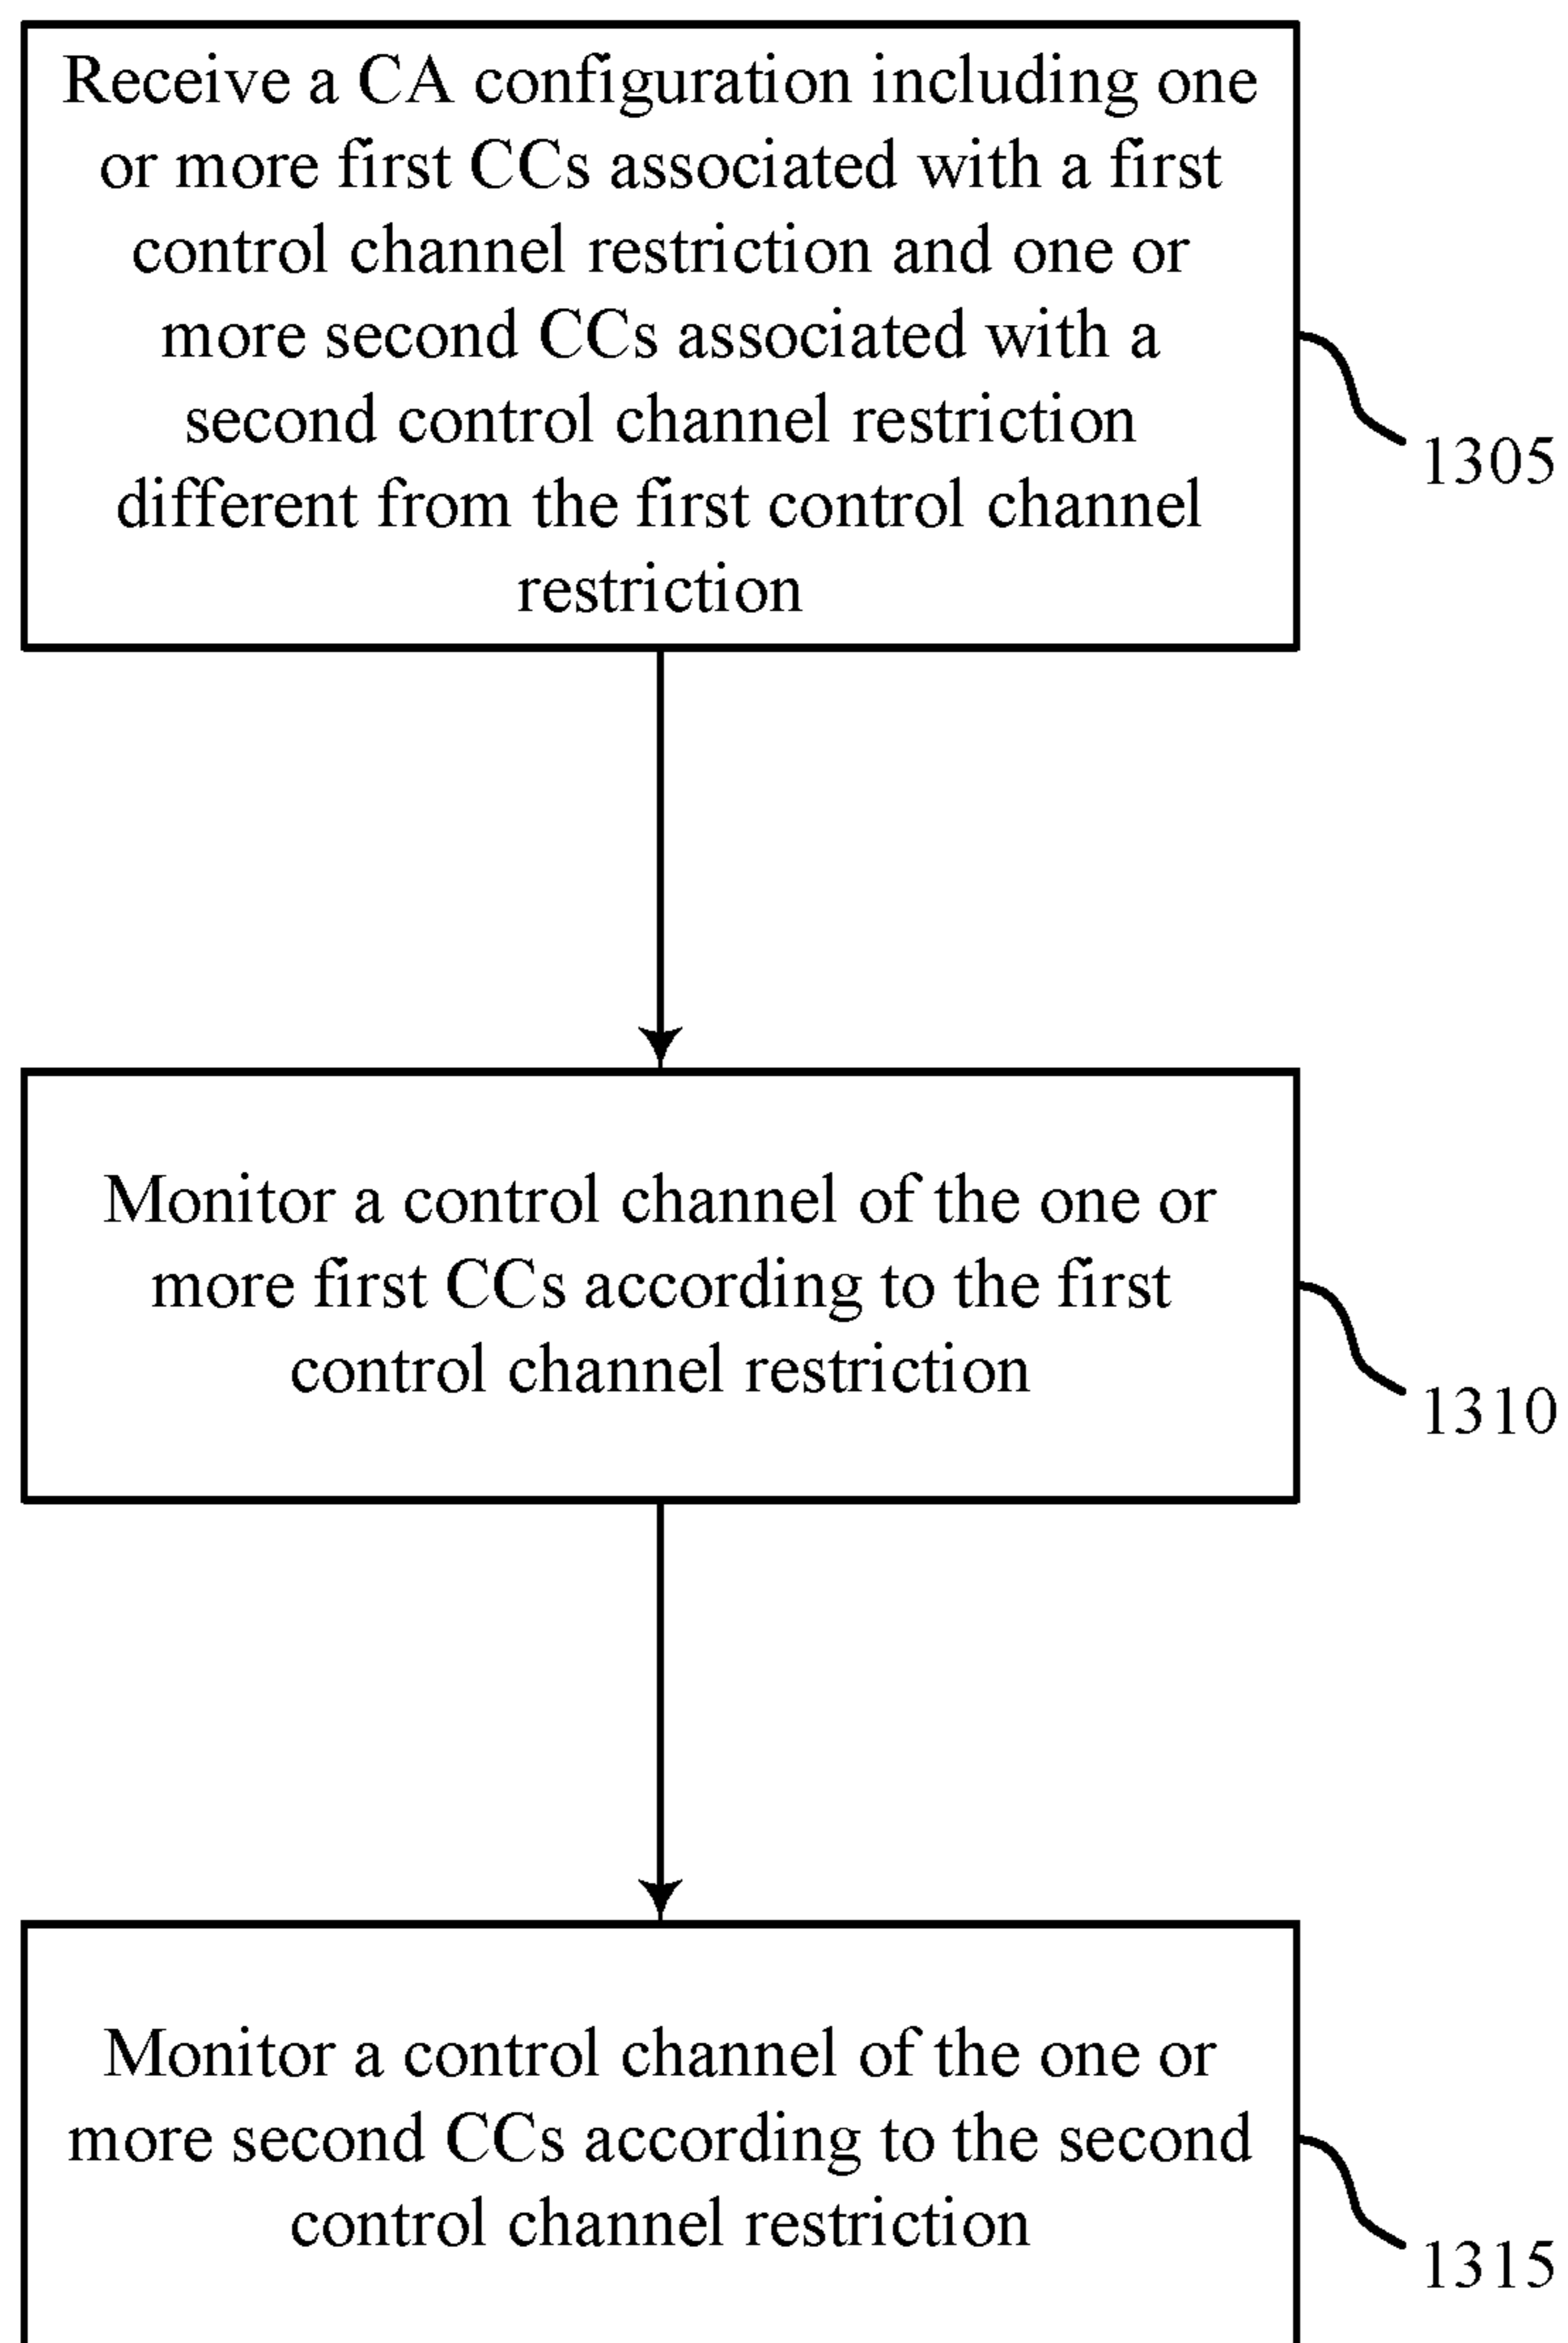 Receive a CA configuration including one
or more first CCs associated with a first
control channel restriction and one or
more second CCs associated with a
second control channel restriction
different from the first control channel
restriction
1305
Monitor a control channel of the one or
more first CCs according to the first
control channel restriction
1310
Monitor a control channel of the one or
more second CCs according to the second
control channel restriction
1315